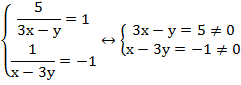 5/(3x − y) = 1
1/(x − 3y) = −1
↔
3x − y = 5 ≠ 0
x − 3y = −1 ≠ 0